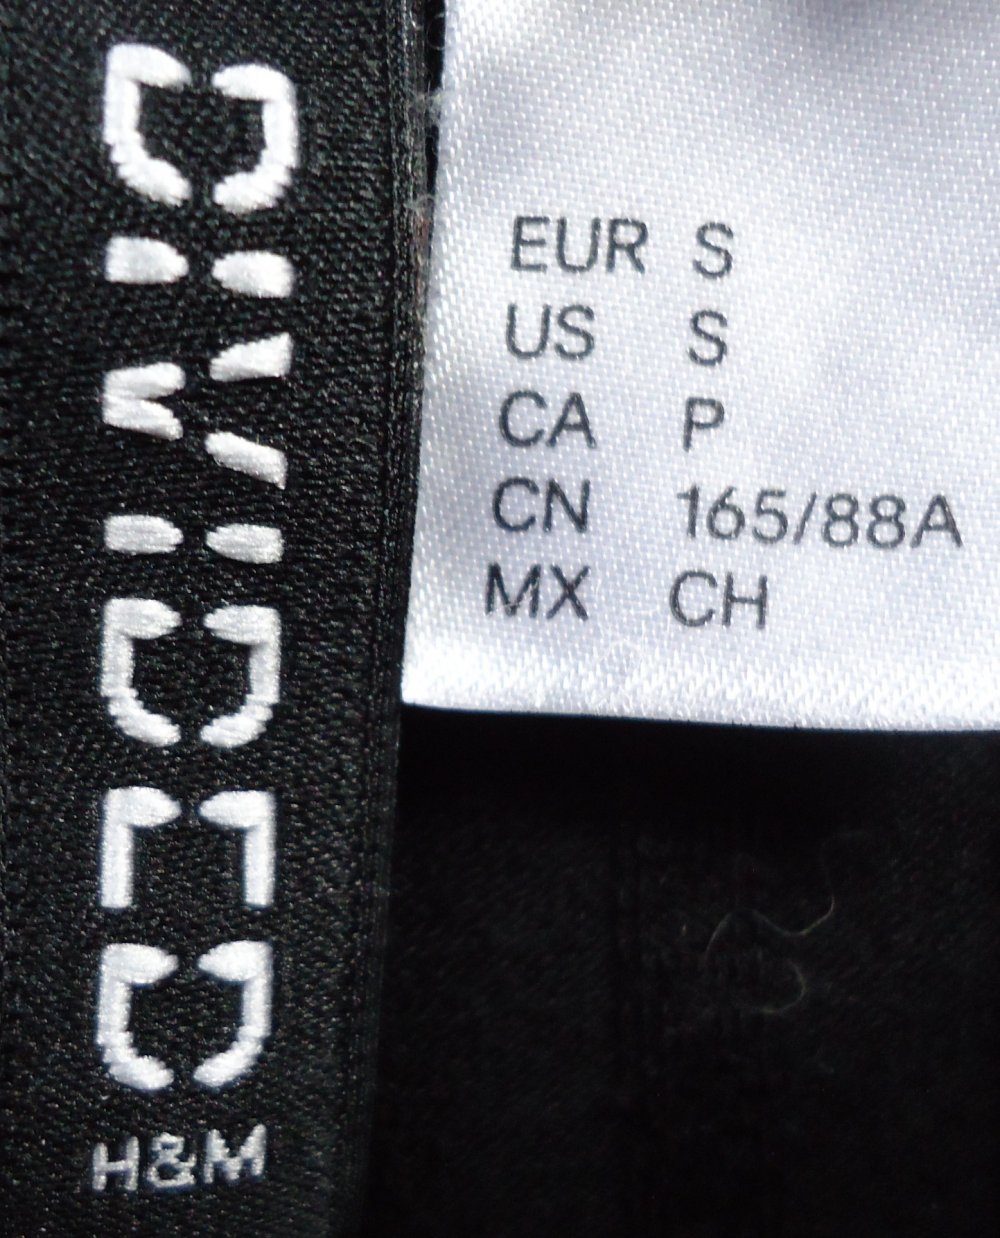 DIVIDED
H&M
EUR S
US S
CA P
CN 165/88A
MX CH